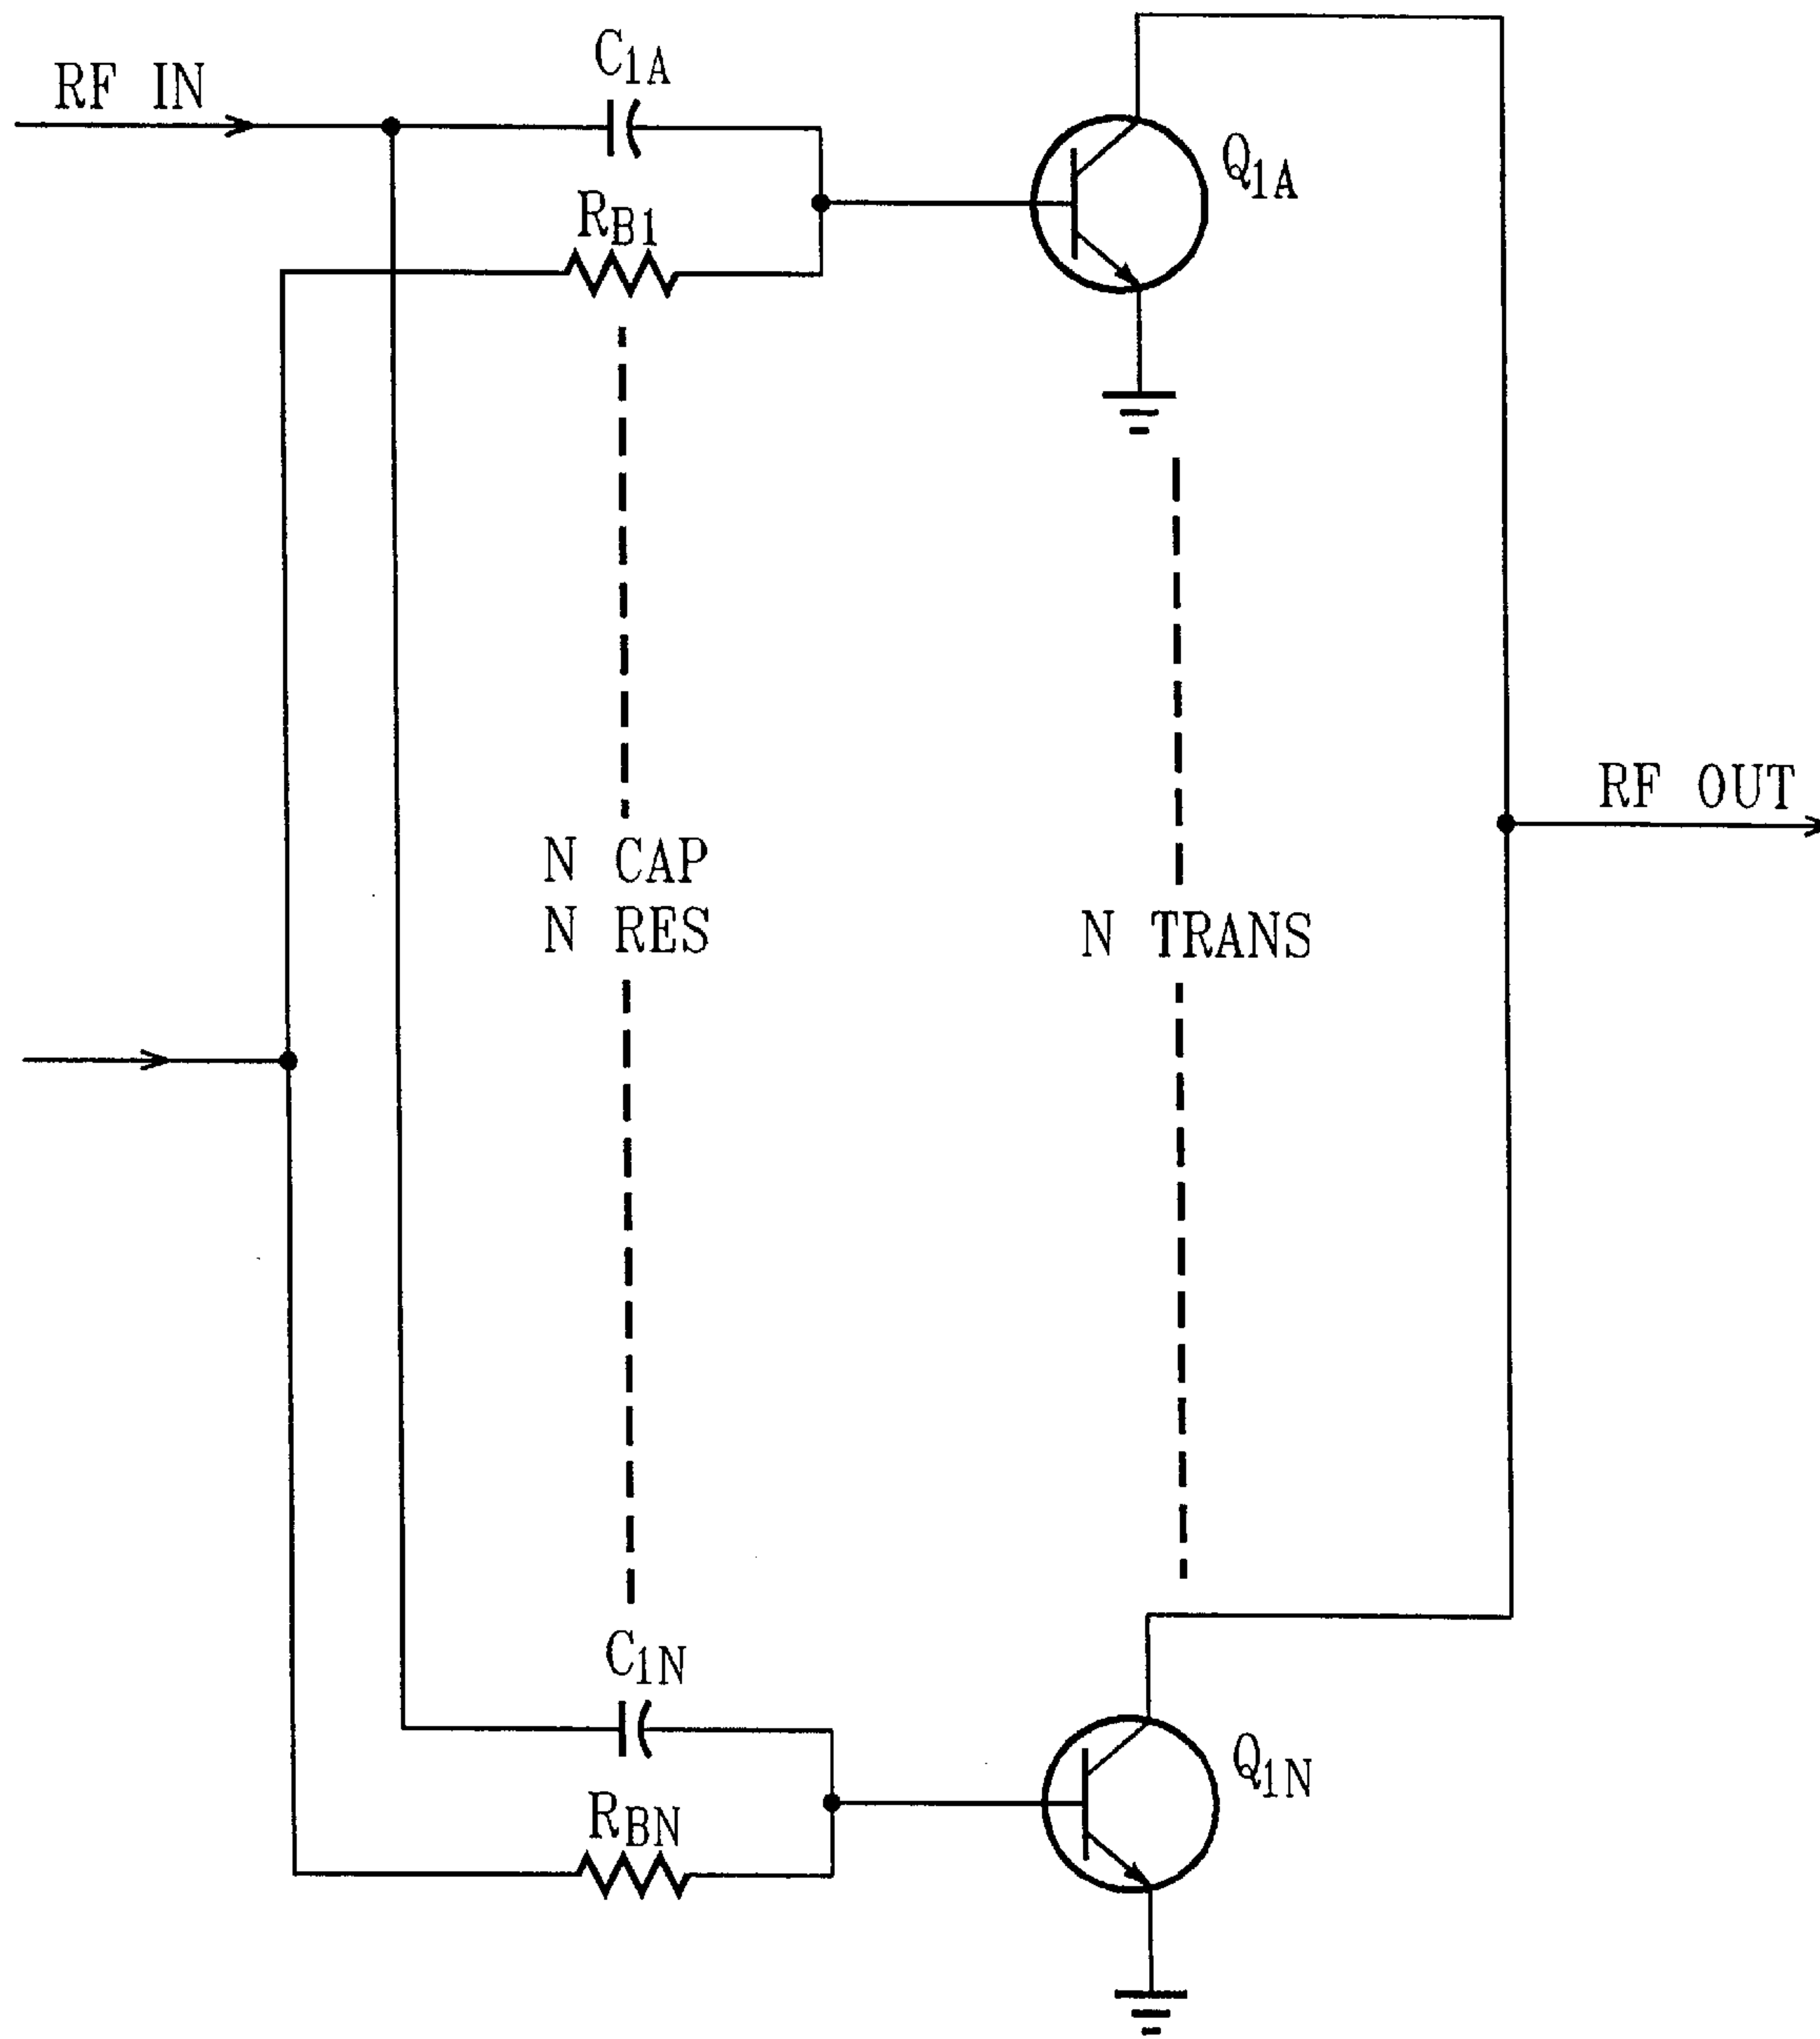 RF IN
C1A
RB1
Q1A
RF OUT
N CAP
N RES
N TRANS
C1N
RBN
Q1N